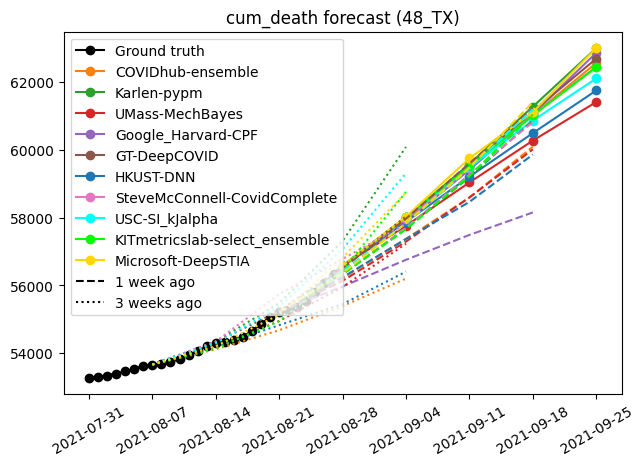 cum_death forecast (48_TX)
Ground truth
COVIDhub-ensemble
Karlen-pypm
UMass-MechBayes
Google_Harvard-CPF
GT-DeepCOVID
HKUST-DNN
SteveMcConnell-CovidComplete
USC-SI_kJalpha
KITmetricslab-select_ensemble
Microsoft-DeepSTIA
1 week ago
3 weeks ago
62000
60000
58000
56000
54000
2021-07-31
2021-08-07
2021-08-14
2021-08-21
2021-08-28
2021-09-04
2021-09-11
2021-09-18
2021-09-25